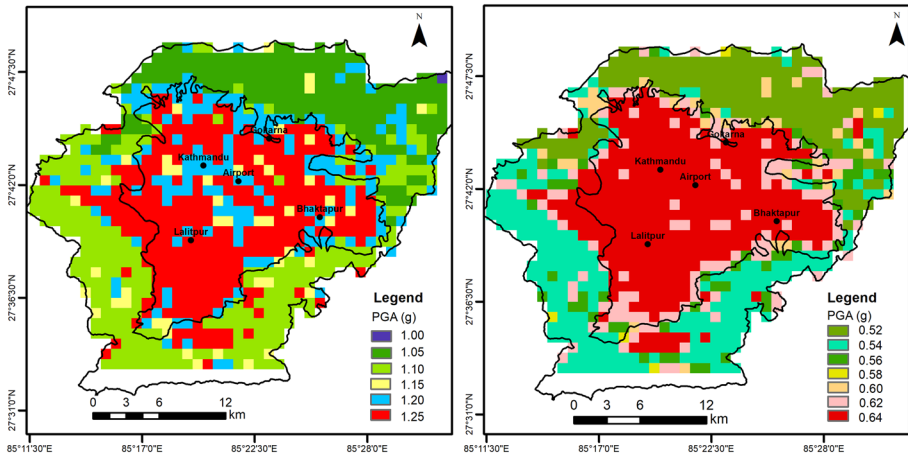 N
27°47'30"N
27°42'0"N
27°36'30"N
27°31'0"N
Gokarna
Kathmandu
Airport
Bhaktapur
Lalitpur
Legend
PGA (g)
1.00
1.05
1.10
1.15
1.20
1.25
0 3 6 12
km
85°11'30"E 85°17'0"E 85°22'30"E 85°28'0"E
N
27°47'30"N
27°42'0"N
27°36'30"N
27°31'0"N
Gokarna
Kathmandu
Airport
Bhaktapur
Lalitpur
Legend
PGA (g)
0.52
0.54
0.56
0.58
0.60
0.62
0.64
0 3 6 12
km
85°11'30"E 85°17'0"E 85°22'30"E 85°28'0"E